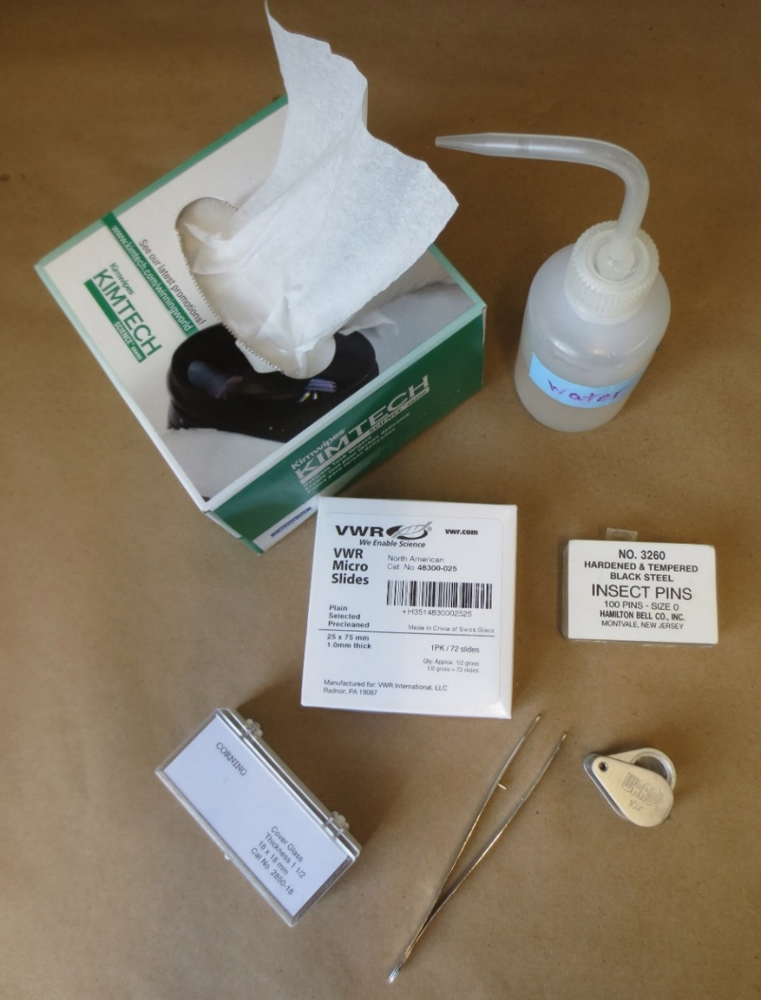 See our latest promotions!
www.kimtech.com/winningworld
Kimwipes
KIMTECH
SCIENCE BRAND
Kimwipes
KIMTECH
SCIENCE BRAND
Delicate Task Wipers
water
VWR
We Enable Science
vwr.com
VWR
Micro
Slides
North American
Cat. No. 48300-025
+H3514830002525
Plain
Selected
Precleaned
Made in China of Swiss Glass
25 x 75 mm
1.0mm thick
1PK / 72 slides
Qty: Approx. 1/2 gross
1/2 gross = 72 slides
Manufactured for: VWR International, LLC
Radnor, PA 19087
NO. 3260
HARDENED & TEMPERED
BLACK STEEL
INSECT PINS
100 PINS - SIZE 0
HAMILTON BELL CO., INC.
MONTVALE, NEW JERSEY
CORNING
Cover Glass
Thickness 1 1/2
18 x 18 mm
Cat No. 2850-18
10X